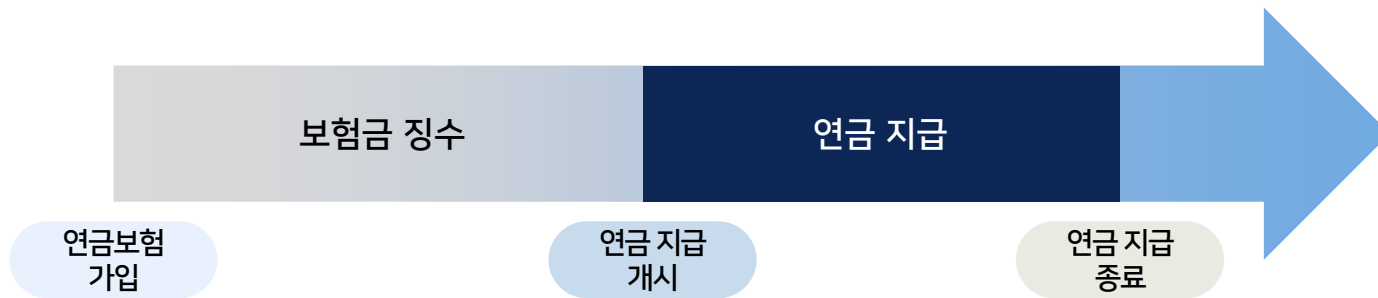 보험금 징수
연금 지급
연금보험
가입
연금 지급
개시
연금 지급
종료